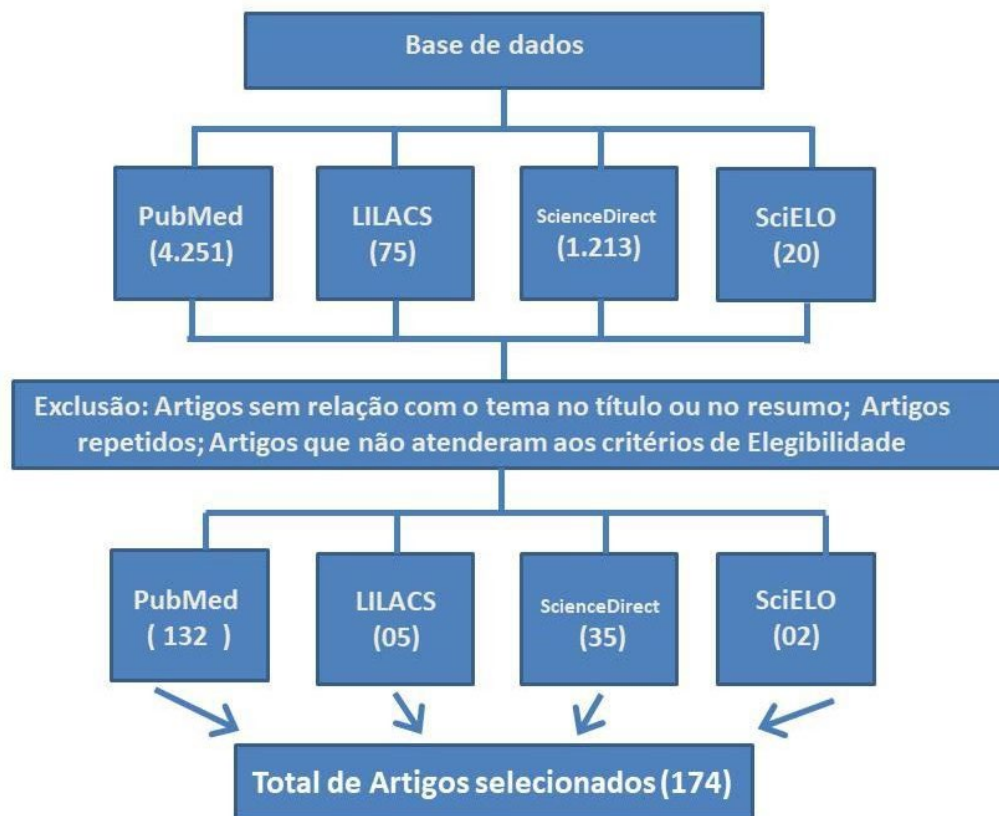 Base de dados
PubMed
(4.251)
LILACS
(75)
ScienceDirect
(1.213)
SciELO
(20)
Exclusão: Artigos sem relação com o tema no título ou no resumo; Artigos
repetidos; Artigos que não atenderam aos critérios de Elegibilidade
PubMed
( 132 )
LILACS
(05)
ScienceDirect
(35)
SciELO
(02)
Total de Artigos selecionados (174)